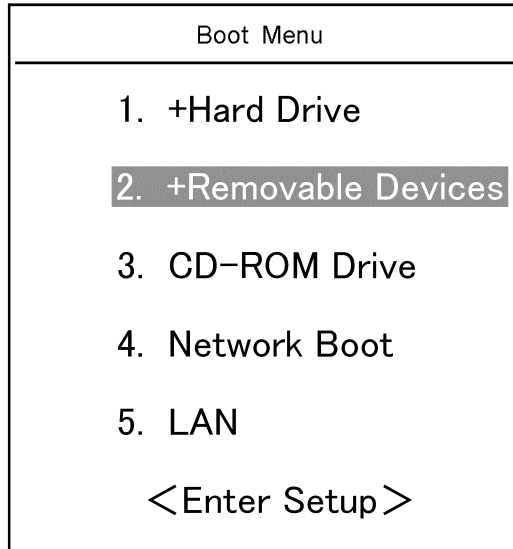 Boot Menu
1. +Hard Drive
2. +Removable Devices
3. CD-ROM Drive
4. Network Boot
5. LAN
<Enter Setup>